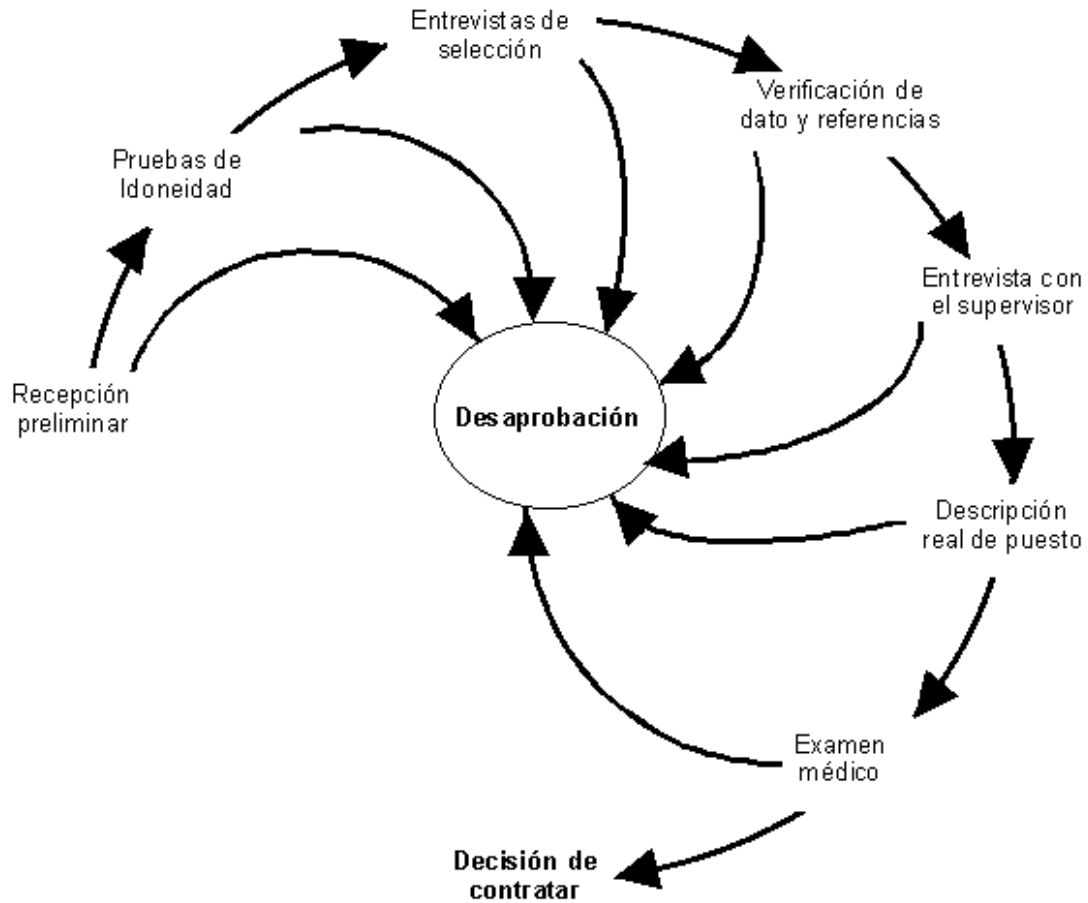 Entrevistas de
selección
Verificación de
dato y referencias
Pruebas de
Idoneidad
Entrevista con
el supervisor
Recepción
preliminar
Desaprobación
Descripción
real de puesto
Examen
médico
Decisión de
contratar